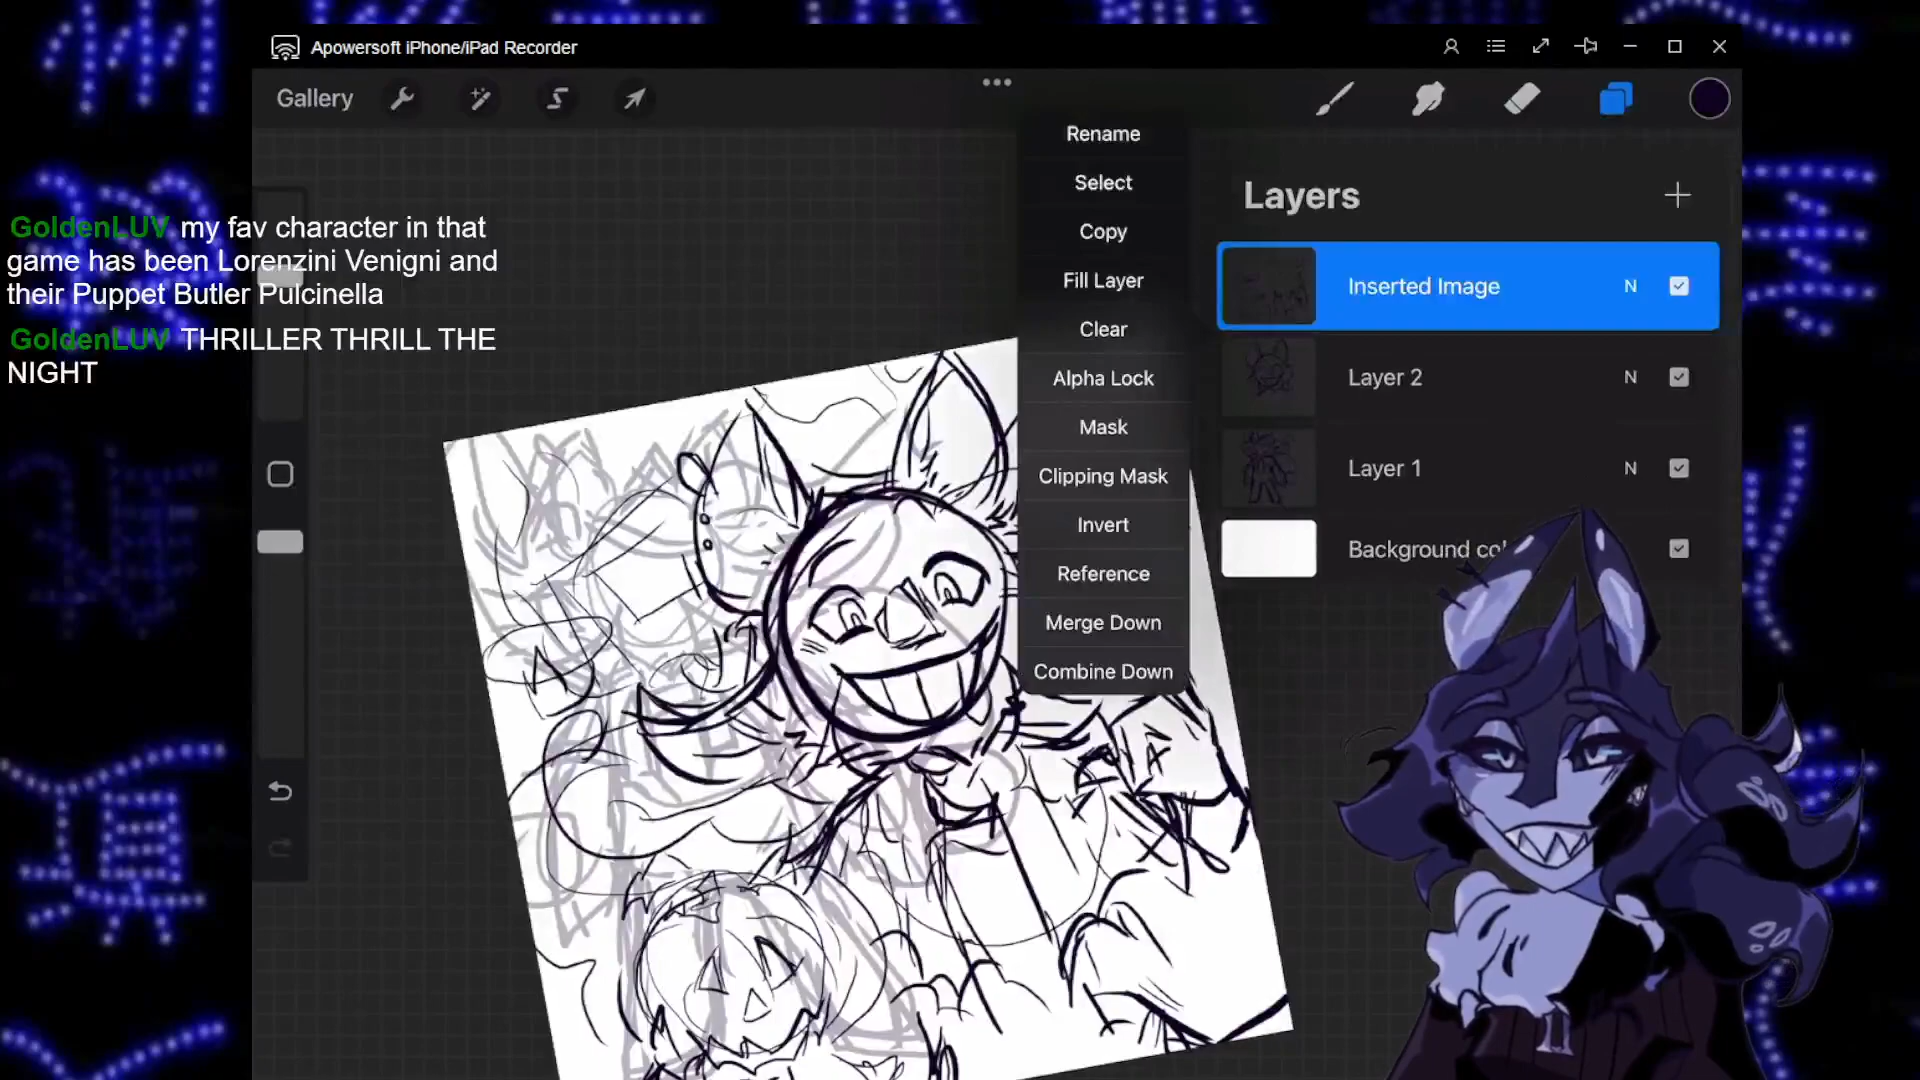 Apowersoft iPhone/iPad Recorder
Gallery
GoldenLUV my fav character in that
game has been Lorenzini Venigni and
their Puppet Butler Pulcinella
GoldenLUV THRILLER THRILL THE
NIGHT
Rename
Select
Copy
Fill Layer
Clear
Alpha Lock
Mask
Clipping Mask
Invert
Reference
Merge Down
Combine Down
Layers
Inserted Image N
Layer 2 N
Layer 1 N
Background co